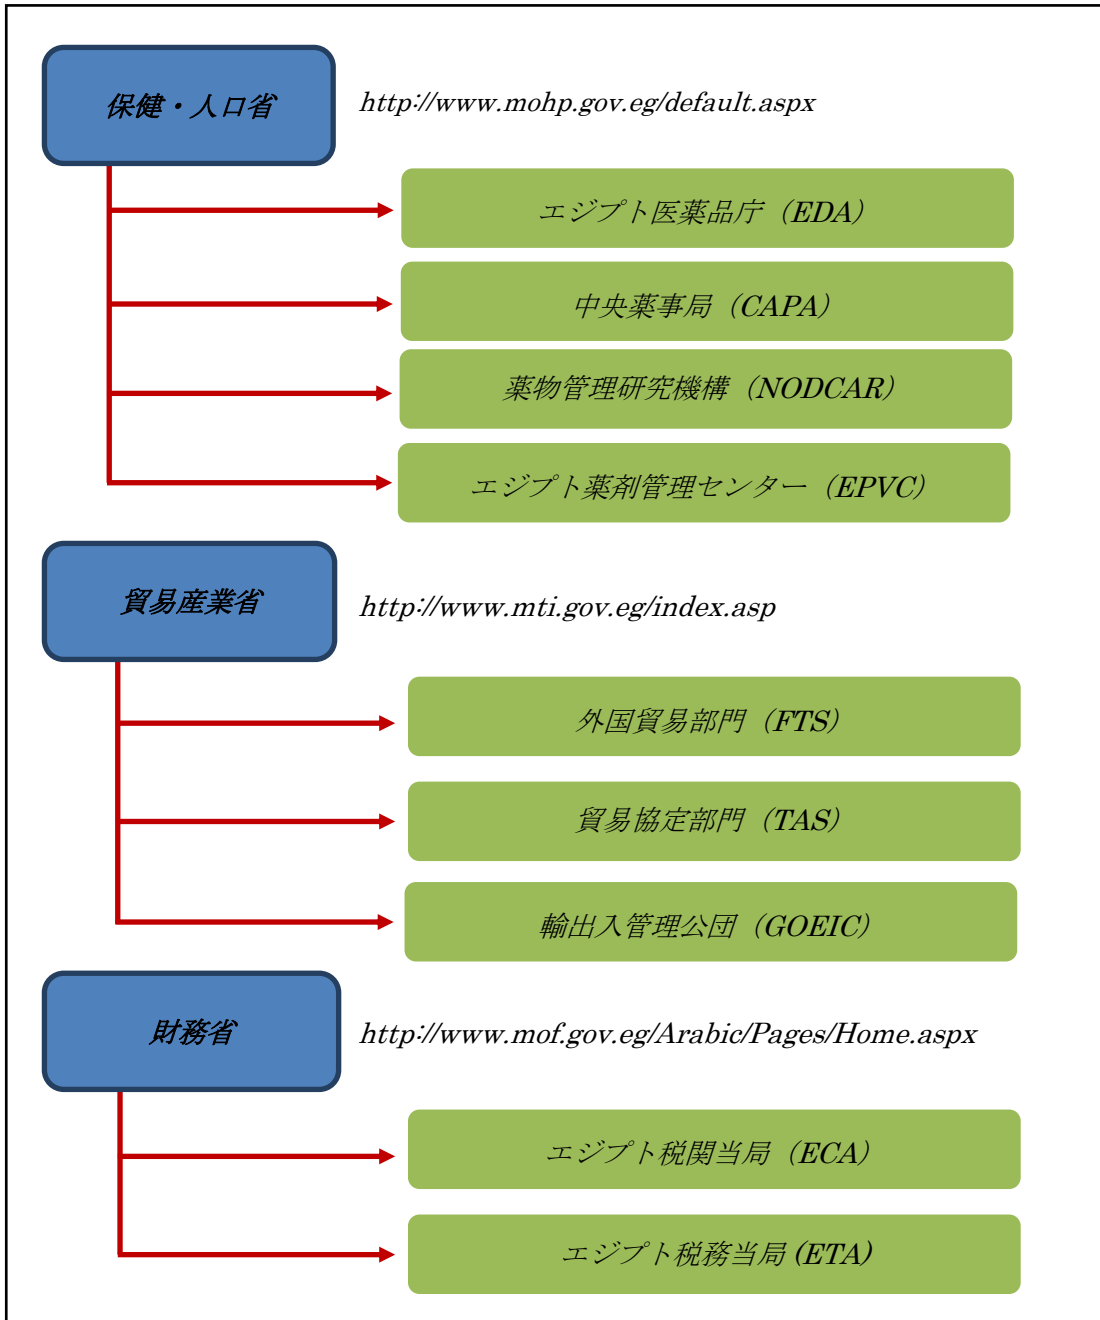 保健・人口省
http://www.mohp.gov.eg/default.aspx
エジプト医薬品庁（EDA）
中央薬事局（CAPA）
薬物管理研究機構（NODCAR）
エジプト薬剤管理センター（EPVC）
貿易産業省
http://www.mti.gov.eg/index.asp
外国貿易部門（FTS）
貿易協定部門（TAS）
輸出入管理公団（GOEIC）
財務省
http://www.mof.gov.eg/Arabic/Pages/Home.aspx
エジプト税関当局（ECA）
エジプト税務当局 (ETA)